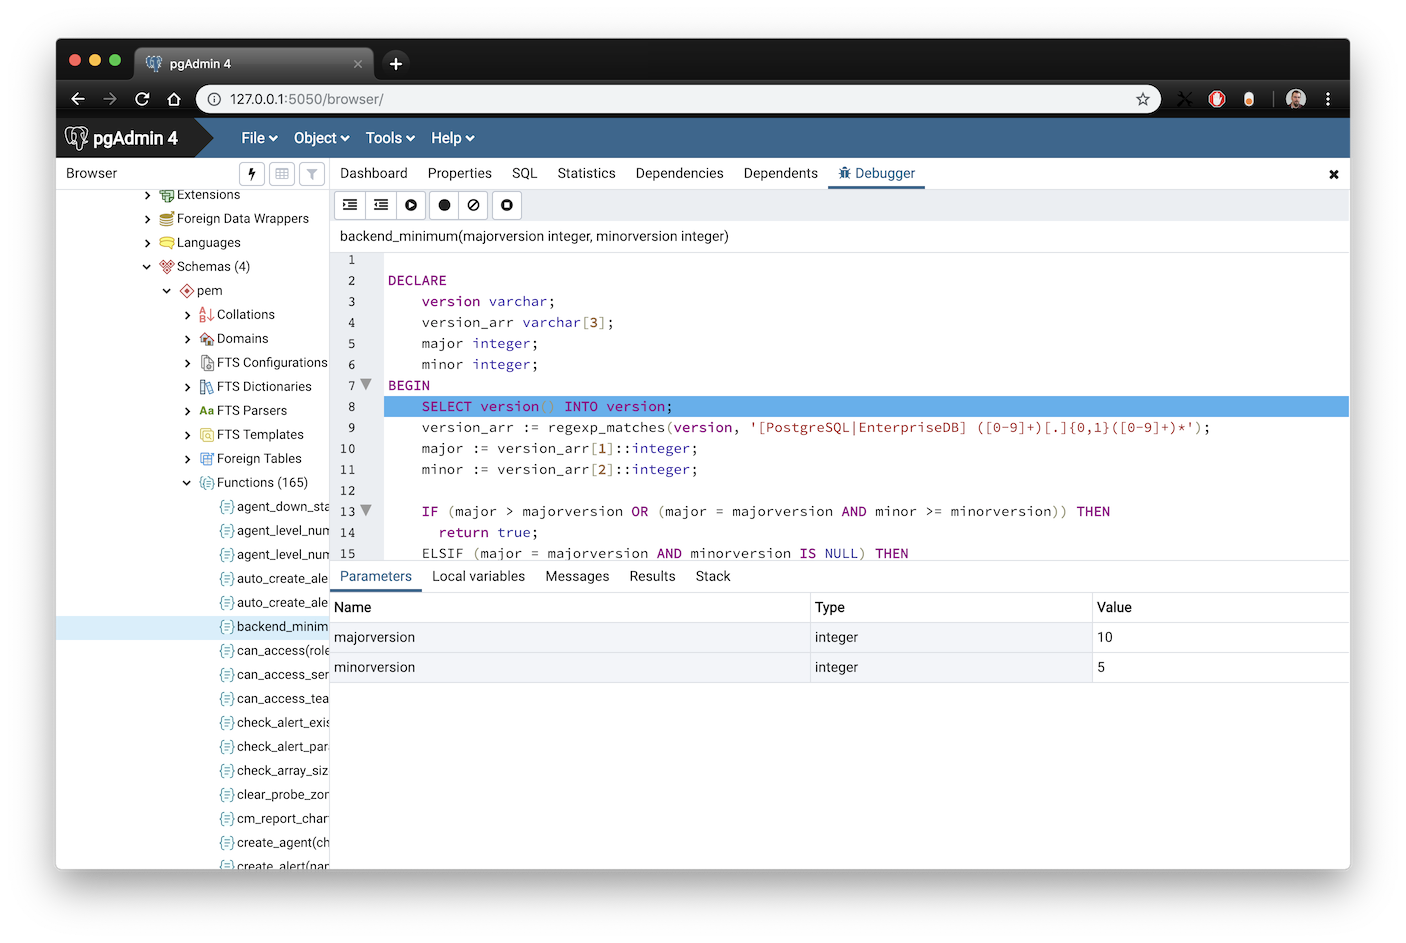 pgAdmin 4
127.0.0.1:5050/browser/
pgAdmin 4 File Object Tools Help
Browser
Dashboard Properties SQL Statistics Dependencies Dependents Debugger
Extensions
Foreign Data Wrappers
Languages
Schemas (4)
pem
Collations
Domains
FTS Configurations
FTS Dictionaries
Aa FTS Parsers
FTS Templates
Foreign Tables
Functions (165)
agent_down_sta
agent_level_num
agent_level_num
auto_create_ale
auto_create_ale
backend_minim
can_access(role
can_access_ser
can_access_tea
check_alert_exis
check_alert_par
check_array_siz
clear_probe_zon
cm_report_char
create_agent(ch
create_alert(nam
backend_minimum(majorversion integer, minorversion integer)
1
2 DECLARE
3 version varchar;
4 version_arr varchar[3];
5 major integer;
6 minor integer;
7 BEGIN
8 SELECT version() INTO version;
9 version_arr := regexp_matches(version, '[PostgreSQL|EnterpriseDB] ([0-9]+)[.]{0,1}([0-9]+)*');
10 major := version_arr[1]::integer;
11 minor := version_arr[2]::integer;
12
13 IF (major > majorversion OR (major = majorversion AND minor >= minorversion)) THEN
14 return true;
15 ELSIF (major = majorversion AND minorversion IS NULL) THEN
Parameters Local variables Messages Results Stack
Name Type Value
majorversion integer 10
minorversion integer 5